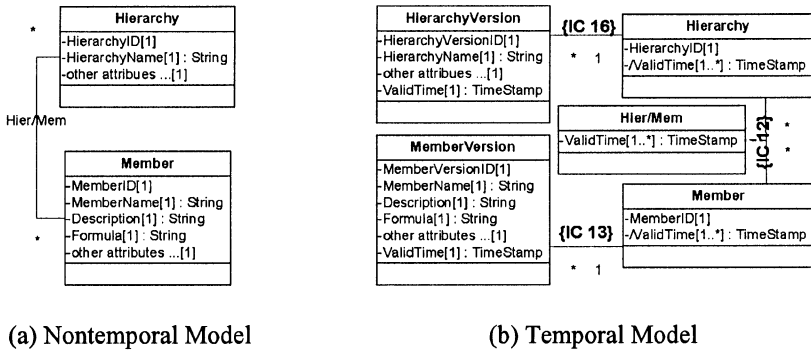 Hierarchy
*
-HierarchyID[1]
-HierarchyName[1] : String
-other attribues ...[1]
Hier/Mem
Member
-MemberID[1]
-MemberName[1] : String
-Description[1] : String
-Formula[1] : String
-other attributes ...[1]
*
(a) Nontemporal Model
HierarchyVersion
-HierarchyVersionID[1]
-HierarchyName[1] : String
-other attribues ...[1]
-ValidTime[1] : TimeStamp
{IC 16}
* 1
Hierarchy
-HierarchyID[1]
-/ValidTime[1..*] : TimeStamp
Hier/Mem
-ValidTime[1..*] : TimeStamp
{IC 12}
*
*
MemberVersion
-MemberVersionID[1]
-MemberName[1] : String
-Description[1] : String
-Formula[1] : String
-other attributes ...[1]
-ValidTime[1] : TimeStamp
{IC 13}
* 1
Member
-MemberID[1]
-/ValidTime[1..*] : TimeStamp
(b) Temporal Model